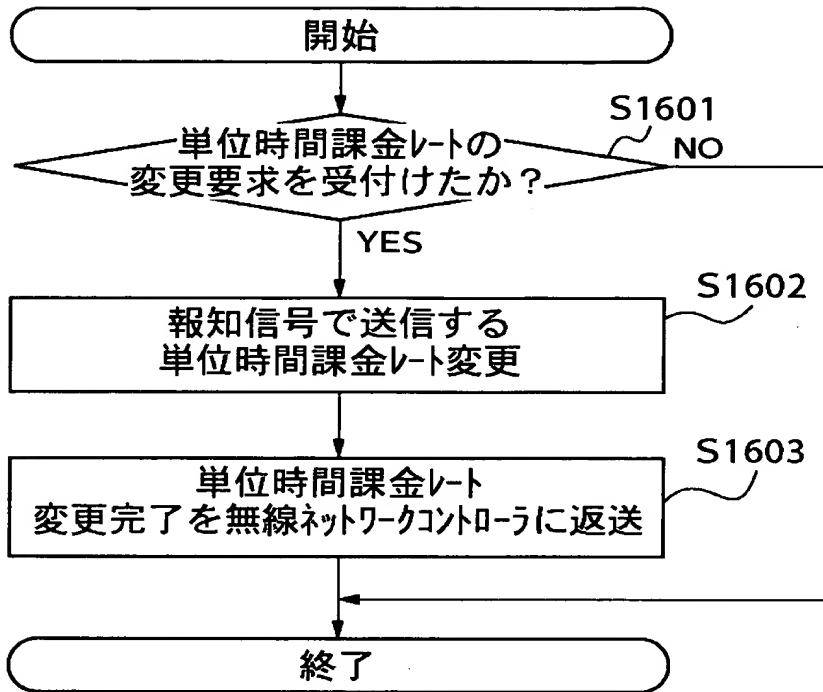 開始
S1601
単位時間課金レートの
変更要求を受付けたか?
NO
YES
S1602
報知信号で送信する
単位時間課金レート変更
S1603
単位時間課金レート
変更完了を無線ネットワークコントローラに返送
終了